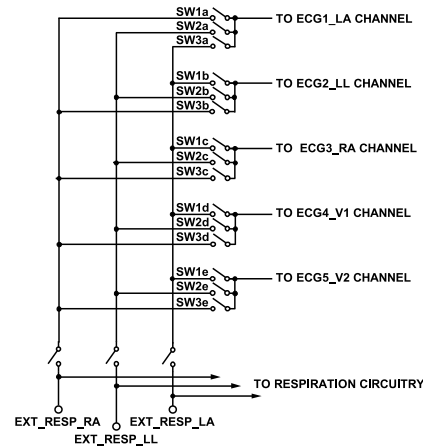 SW1a
SW2a
SW3a
TO ECG1_LA CHANNEL
SW1b
SW2b
SW3b
TO ECG2_LL CHANNEL
SW1c
SW2c
SW3c
TO ECG3_RA CHANNEL
SW1d
SW2d
SW3d
TO ECG4_V1 CHANNEL
SW1e
SW2e
SW3e
TO ECG5_V2 CHANNEL
TO RESPIRATION CIRCUITRY
EXT_RESP_RA
EXT_RESP_LL
EXT_RESP_LA